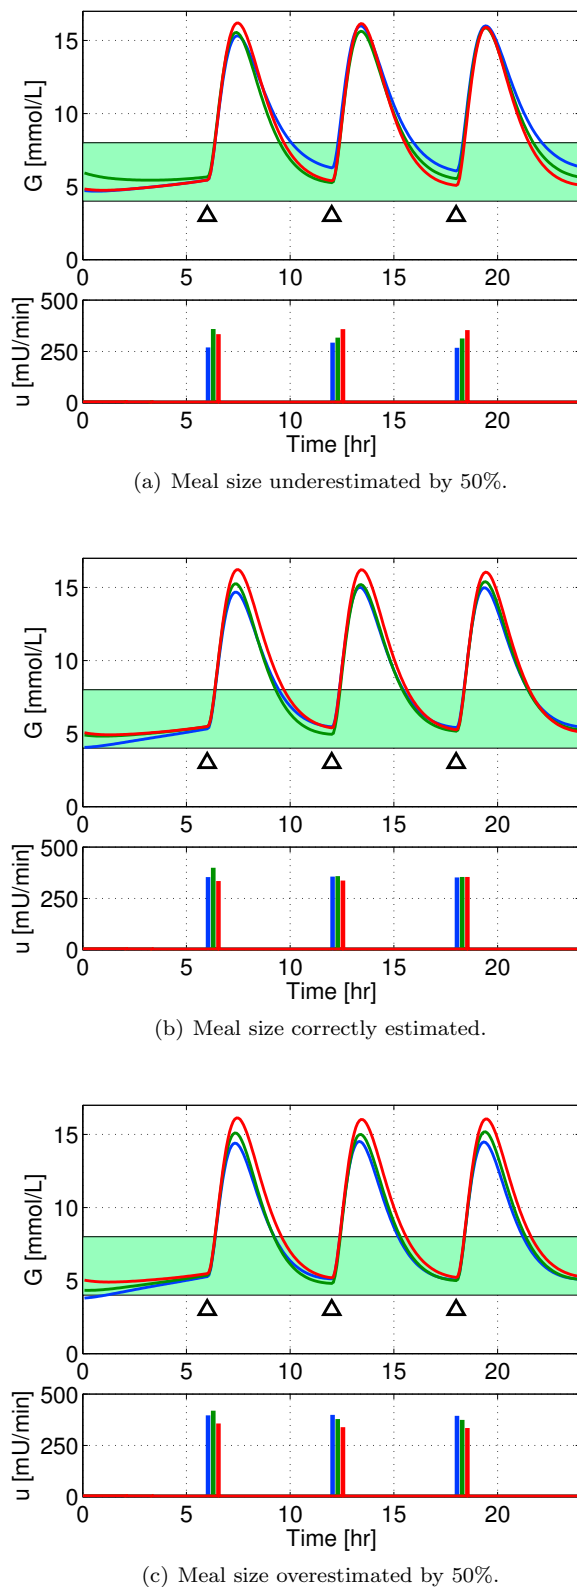 15
10
5
0
G [mmol/L]
0 5 10 15 20
500
250
0
u [mU/min]
0 5 10 15 20
Time [hr]
(a) Meal size underestimated by 50%.
15
10
5
0
G [mmol/L]
0 5 10 15 20
500
250
0
u [mU/min]
0 5 10 15 20
Time [hr]
(b) Meal size correctly estimated.
15
10
5
0
G [mmol/L]
0 5 10 15 20
500
250
0
u [mU/min]
0 5 10 15 20
Time [hr]
(c) Meal size overestimated by 50%.